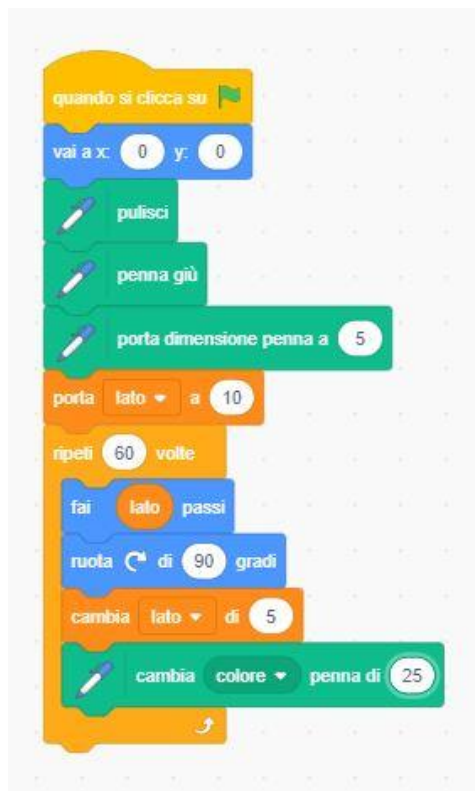 quando si clicca su
vai a x: 0 y: 0
pulisci
penna giù
porta dimensione penna a 5
porta lato a 10
ripeti 60 volte
fai lato passi
ruota di 90 gradi
cambia lato di 5
cambia colore penna di 25